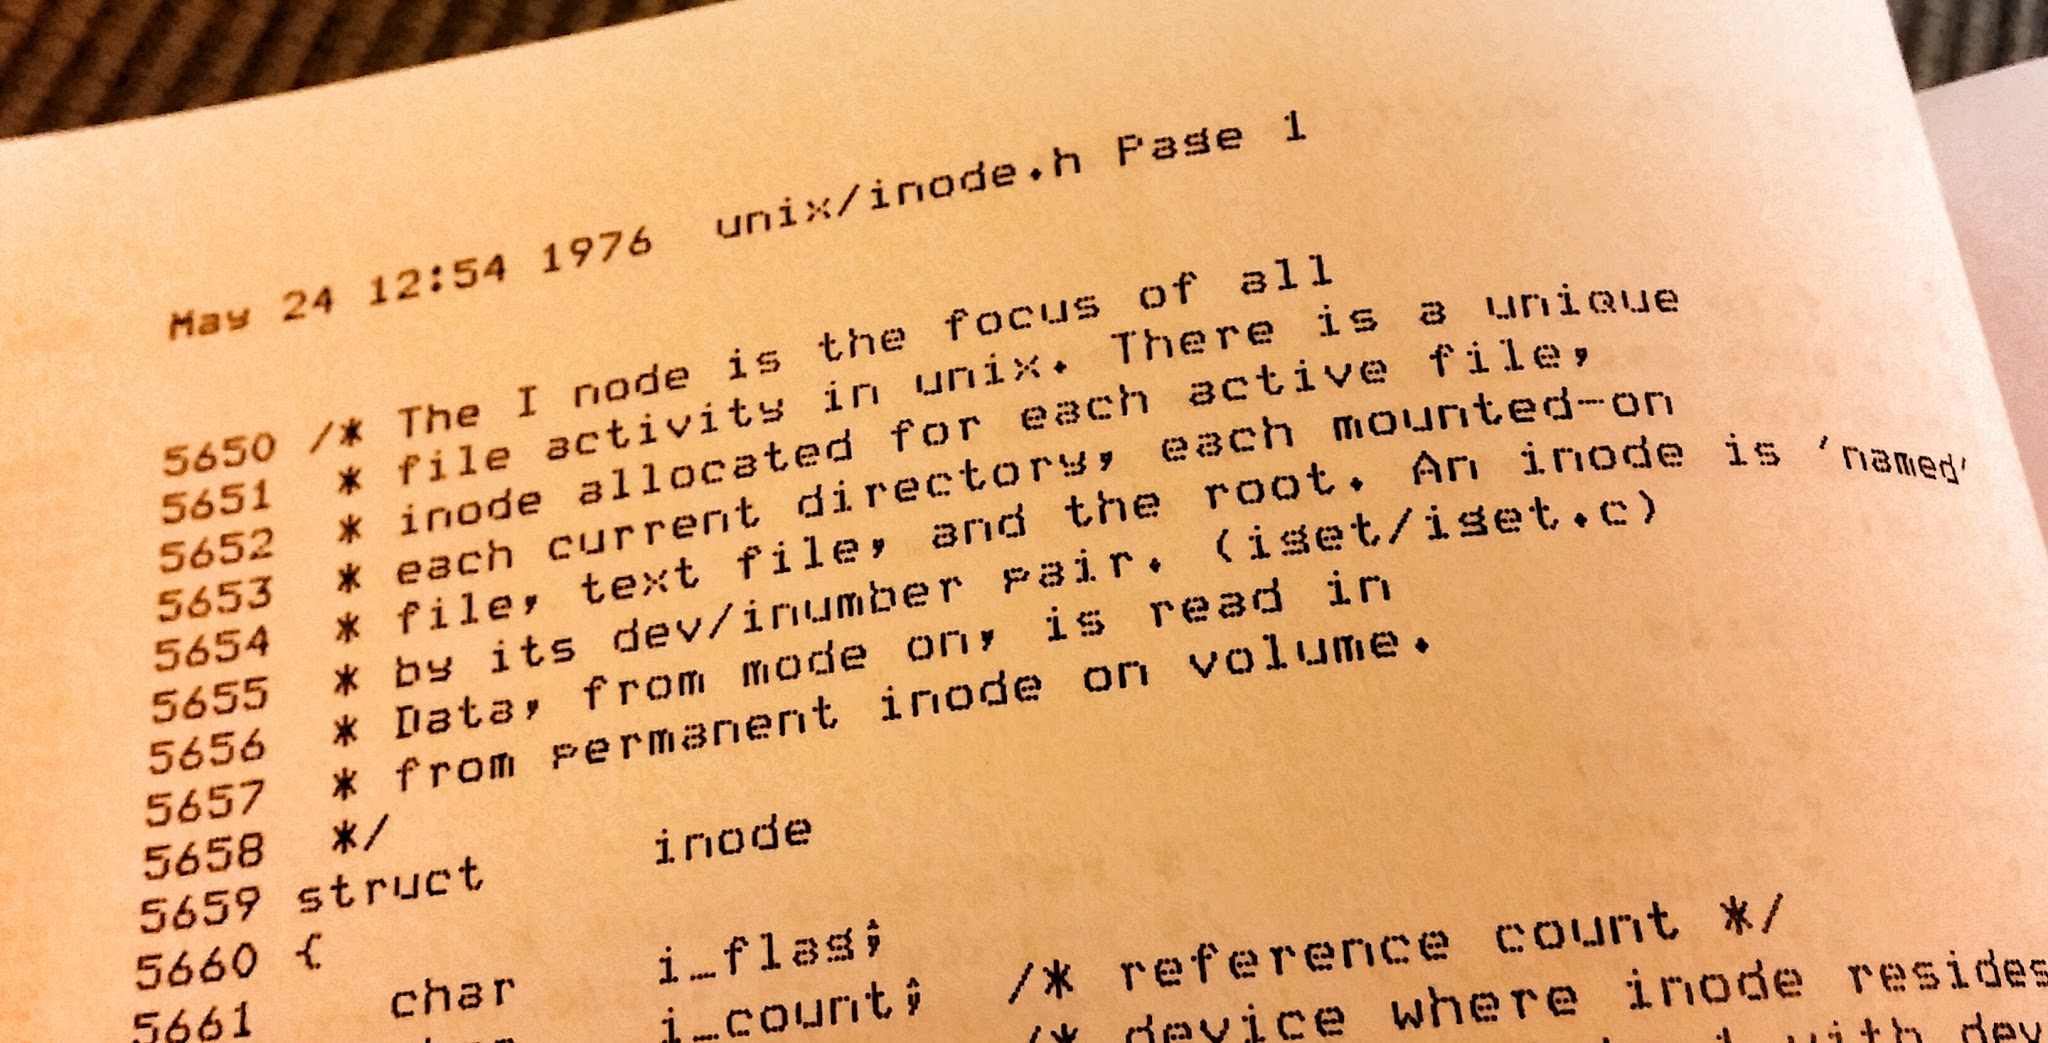 May 24 12:54 1976 unix/inode.h Page 1
5650 /* The I node is the focus of all
5651 * file activity in unix. There is a unique
5652 * inode allocated for each active file,
5653 * each current directory, each mounted-on
5654 * file, text file, and the root. An inode is 'named'
5655 * by its dev/inumber pair. (iget/iget.c)
5656 * Data, from mode on, is read in
5657 * from permanent inode on volume.
5658 */
5659 struct inode
5660 {
5661 char i_flag;
i_count; /* reference count */
/* device where inode resides
with dev